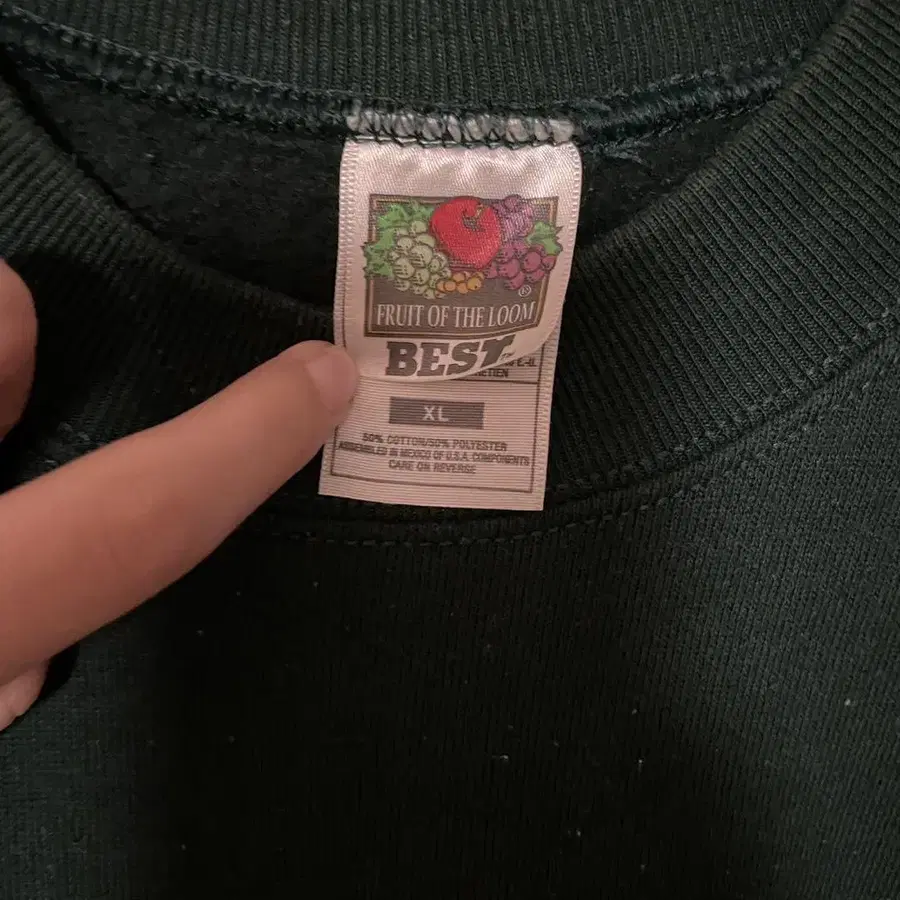 FRUIT OF THE LOOM
®
BEST
XL
50% COTTON/50% POLYESTER
ASSEMBLED IN MEXICO OF U.S.A. COMPONENTS
CARE ON REVERSE